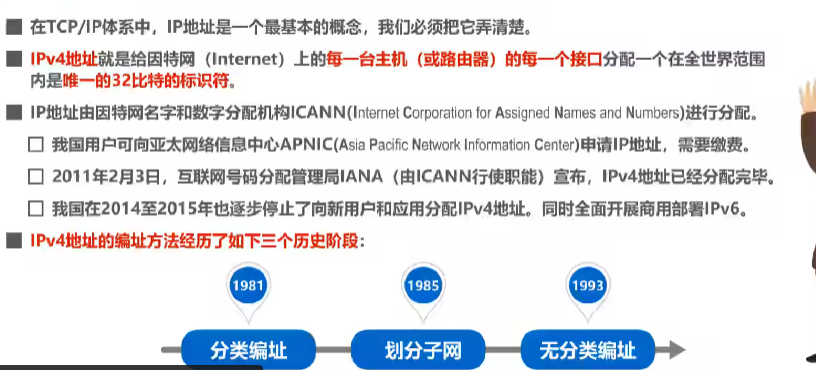 在TCP/IP体系中，IP地址是一个最基本的概念，我们必须把它弄清楚。
IPv4地址就是给因特网（Internet）上的每一台主机（或路由器）的每一个接口分配一个在全世界范围
内是唯一的32比特的标识符。
IP地址由因特网名字和数字分配机构ICANN(Internet Corporation for Assigned Names and Numbers)进行分配。
我国用户可向亚太网络信息中心APNIC(Asia Pacific Network Information Center)申请IP地址，需要缴费。
2011年2月3日，互联网号码分配管理局IANA（由ICANN行使职能）宣布，IPv4地址已经分配完毕。
我国在2014至2015年也逐步停止了向新用户和应用分配IPv4地址。同时全面开展商用部署IPv6。
IPv4地址的编址方法经历了如下三个历史阶段：
1981 1985 1993
分类编址 划分子网 无分类编址